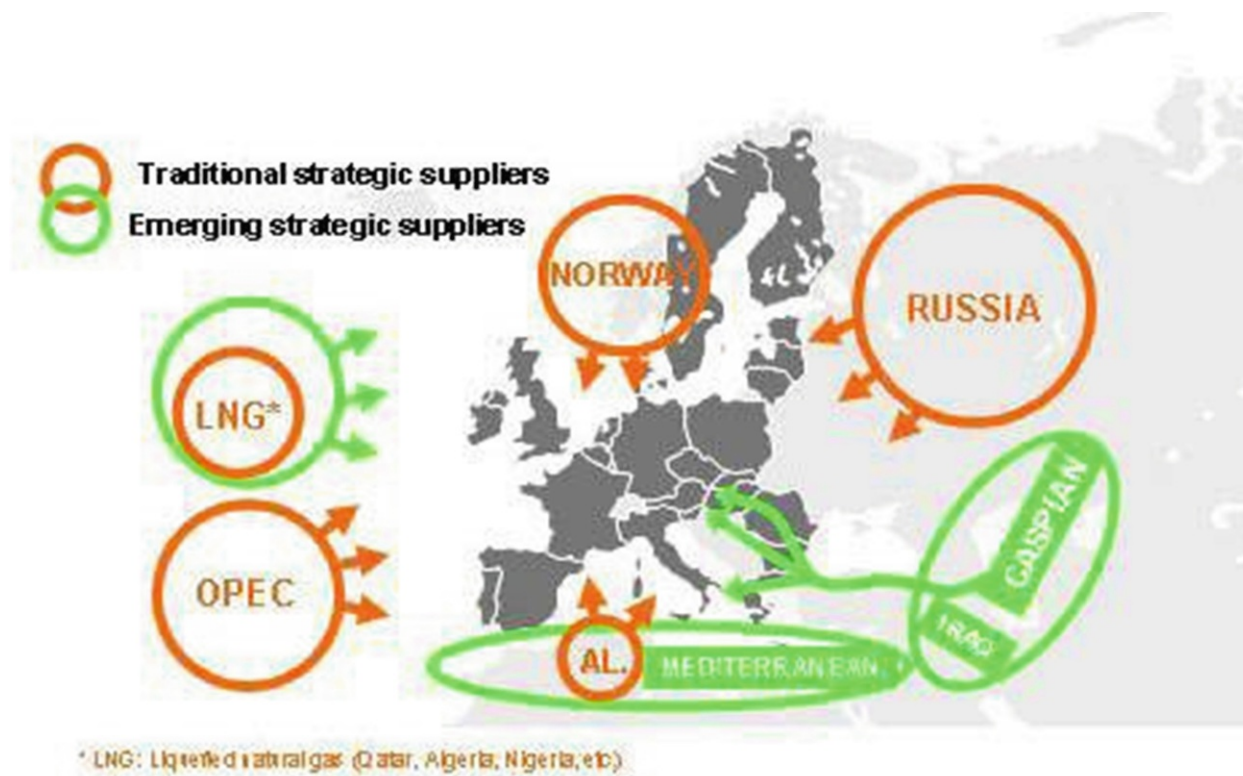 Traditional strategic suppliers
Emerging strategic suppliers
NORWAY
RUSSIA
LNG*
OPEC
CASPIAN
IRAQ
AL.
MEDITERRANEAN
* LNG: Liquefied natural gas (Qatar, Algeria, Nigeria, etc)